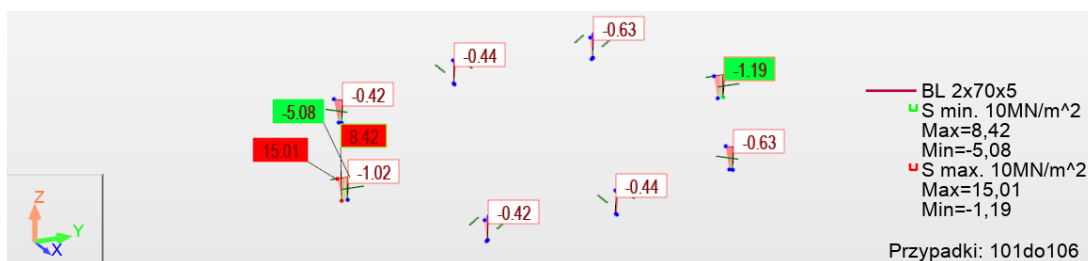 -0.63
-0.44
-1.19
-0.42
-5.08
8.42
15.01
-1.02
-0.63
-0.44
-0.42
BL 2x70x5
S min. 10MN/m^2
Max=8,42
Min=-5,08
S max. 10MN/m^2
Max=15,01
Min=-1,19
Przypadki: 101do106
Z
Y
X